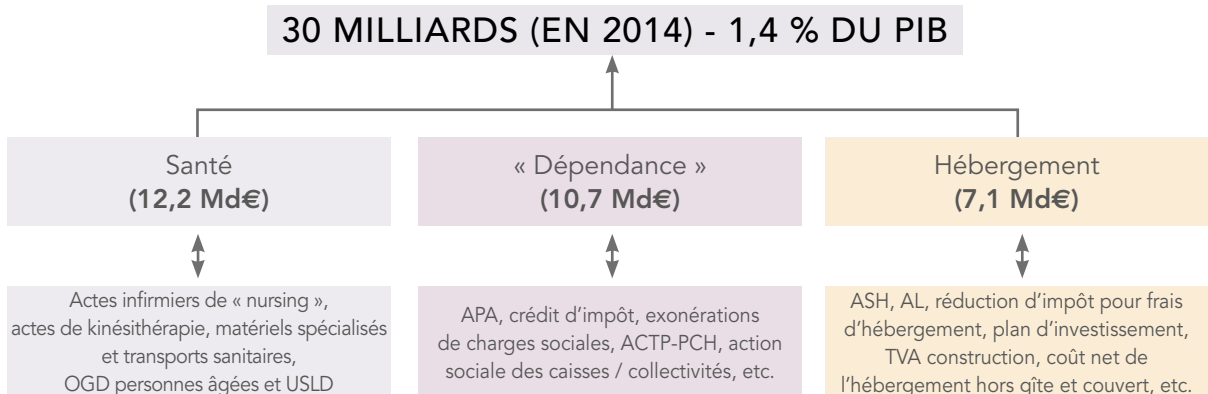 30 MILLIARDS (EN 2014) - 1,4 % DU PIB
Santé
(12,2 Md€)
Actes infirmiers de « nursing »,
actes de kinésithérapie, matériels spécialisés
et transports sanitaires,
OGD personnes âgées et USLD
« Dépendance »
(10,7 Md€)
APA, crédit d’impôt, exonérations
de charges sociales, ACTP-PCH, action
sociale des caisses / collectivités, etc.
Hébergement
(7,1 Md€)
ASH, AL, réduction d’impôt pour frais
d’hébergement, plan d’investissement,
TVA construction, coût net de
l’hébergement hors gîte et couvert, etc.